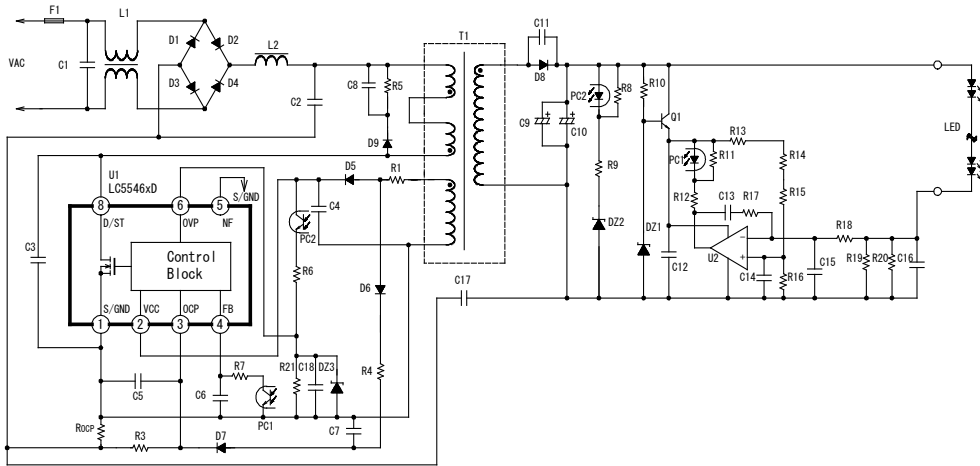 F1
L1
T1
C11
D1
D2
L2
D8
VAC
C1
D3
D4
C8
R5
C2
PC2
R8
R10
Q1
C9
C10
LED
D9
R13
PC1
R11
R14
U1
LC5546xD
S/GND
D5
R1
R9
R12
C13
R17
R15
8
6
5
D/ST
OVP
NF
C4
PC2
DZ2
DZ1
R18
C3
Control
Block
R6
D6
C17
C12
U2
-
+
C14
R16
C15
R19
R20
C16
S/GND
VCC
OCP
FB
1
2
3
4
R7
R21
C18
DZ3
R4
C5
C6
PC1
C7
ROCP
R3
D7